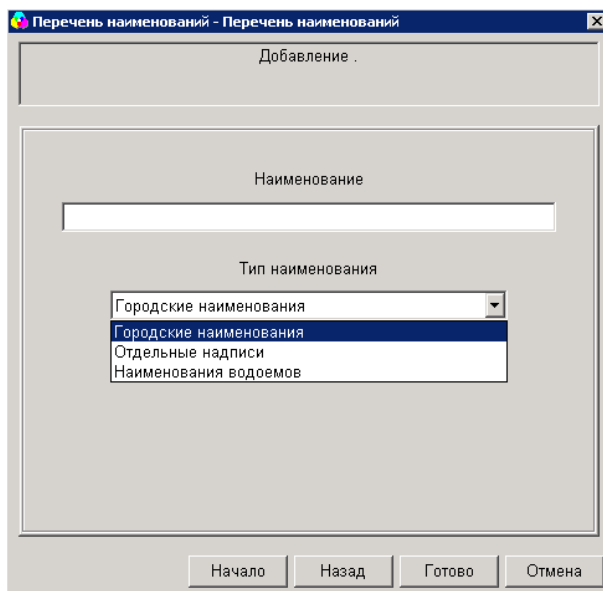 Перечень наименований - Перечень наименований
Добавление .
Наименование
Тип наименования
Городские наименования
Городские наименования
Отдельные надписи
Наименования водоемов
Начало Назад Готово Отмена